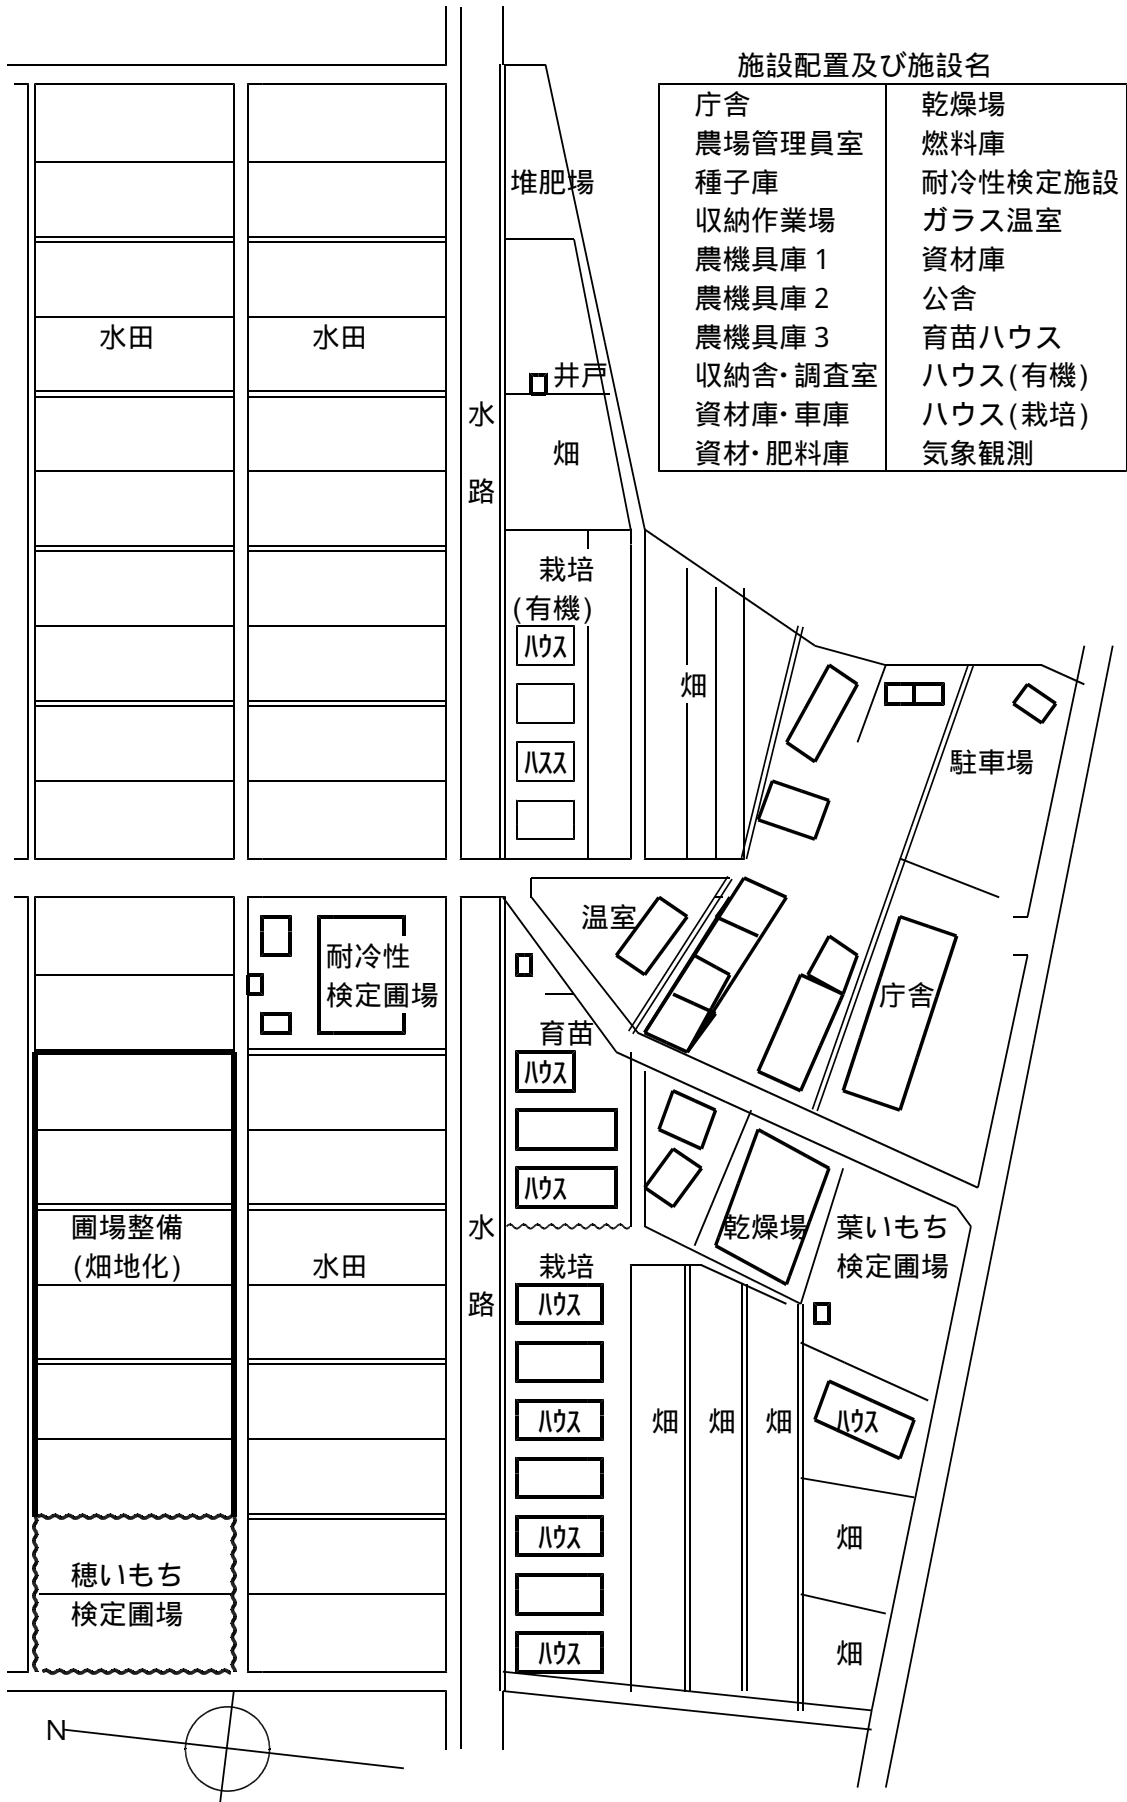 施設配置及び施設名
庁舎 乾燥場
農場管理員室 燃料庫
種子庫 耐冷性検定施設
収納作業場 ガラス温室
農機具庫1 資材庫
農機具庫2 公舎
農機具庫3 育苗ハウス
収納舎・調査室 ハウス(有機)
資材庫・車庫 ハウス(栽培)
資材・肥料庫 気象観測
堆肥場
水田
水田
井戸
水
路
畑
栽培
(有機)
ハウス
ハスス
畑
駐車場
温室
耐冷性
検定圃場
庁舎
育苗
ハウス
ハウス
水
路
圃場整備
(畑地化)
水田
乾燥場
葉いもち
検定圃場
栽培
ハウス
ハウス
ハウス
ハウス
畑
畑
畑
ハウス
畑
畑
穂いもち
検定圃場
N